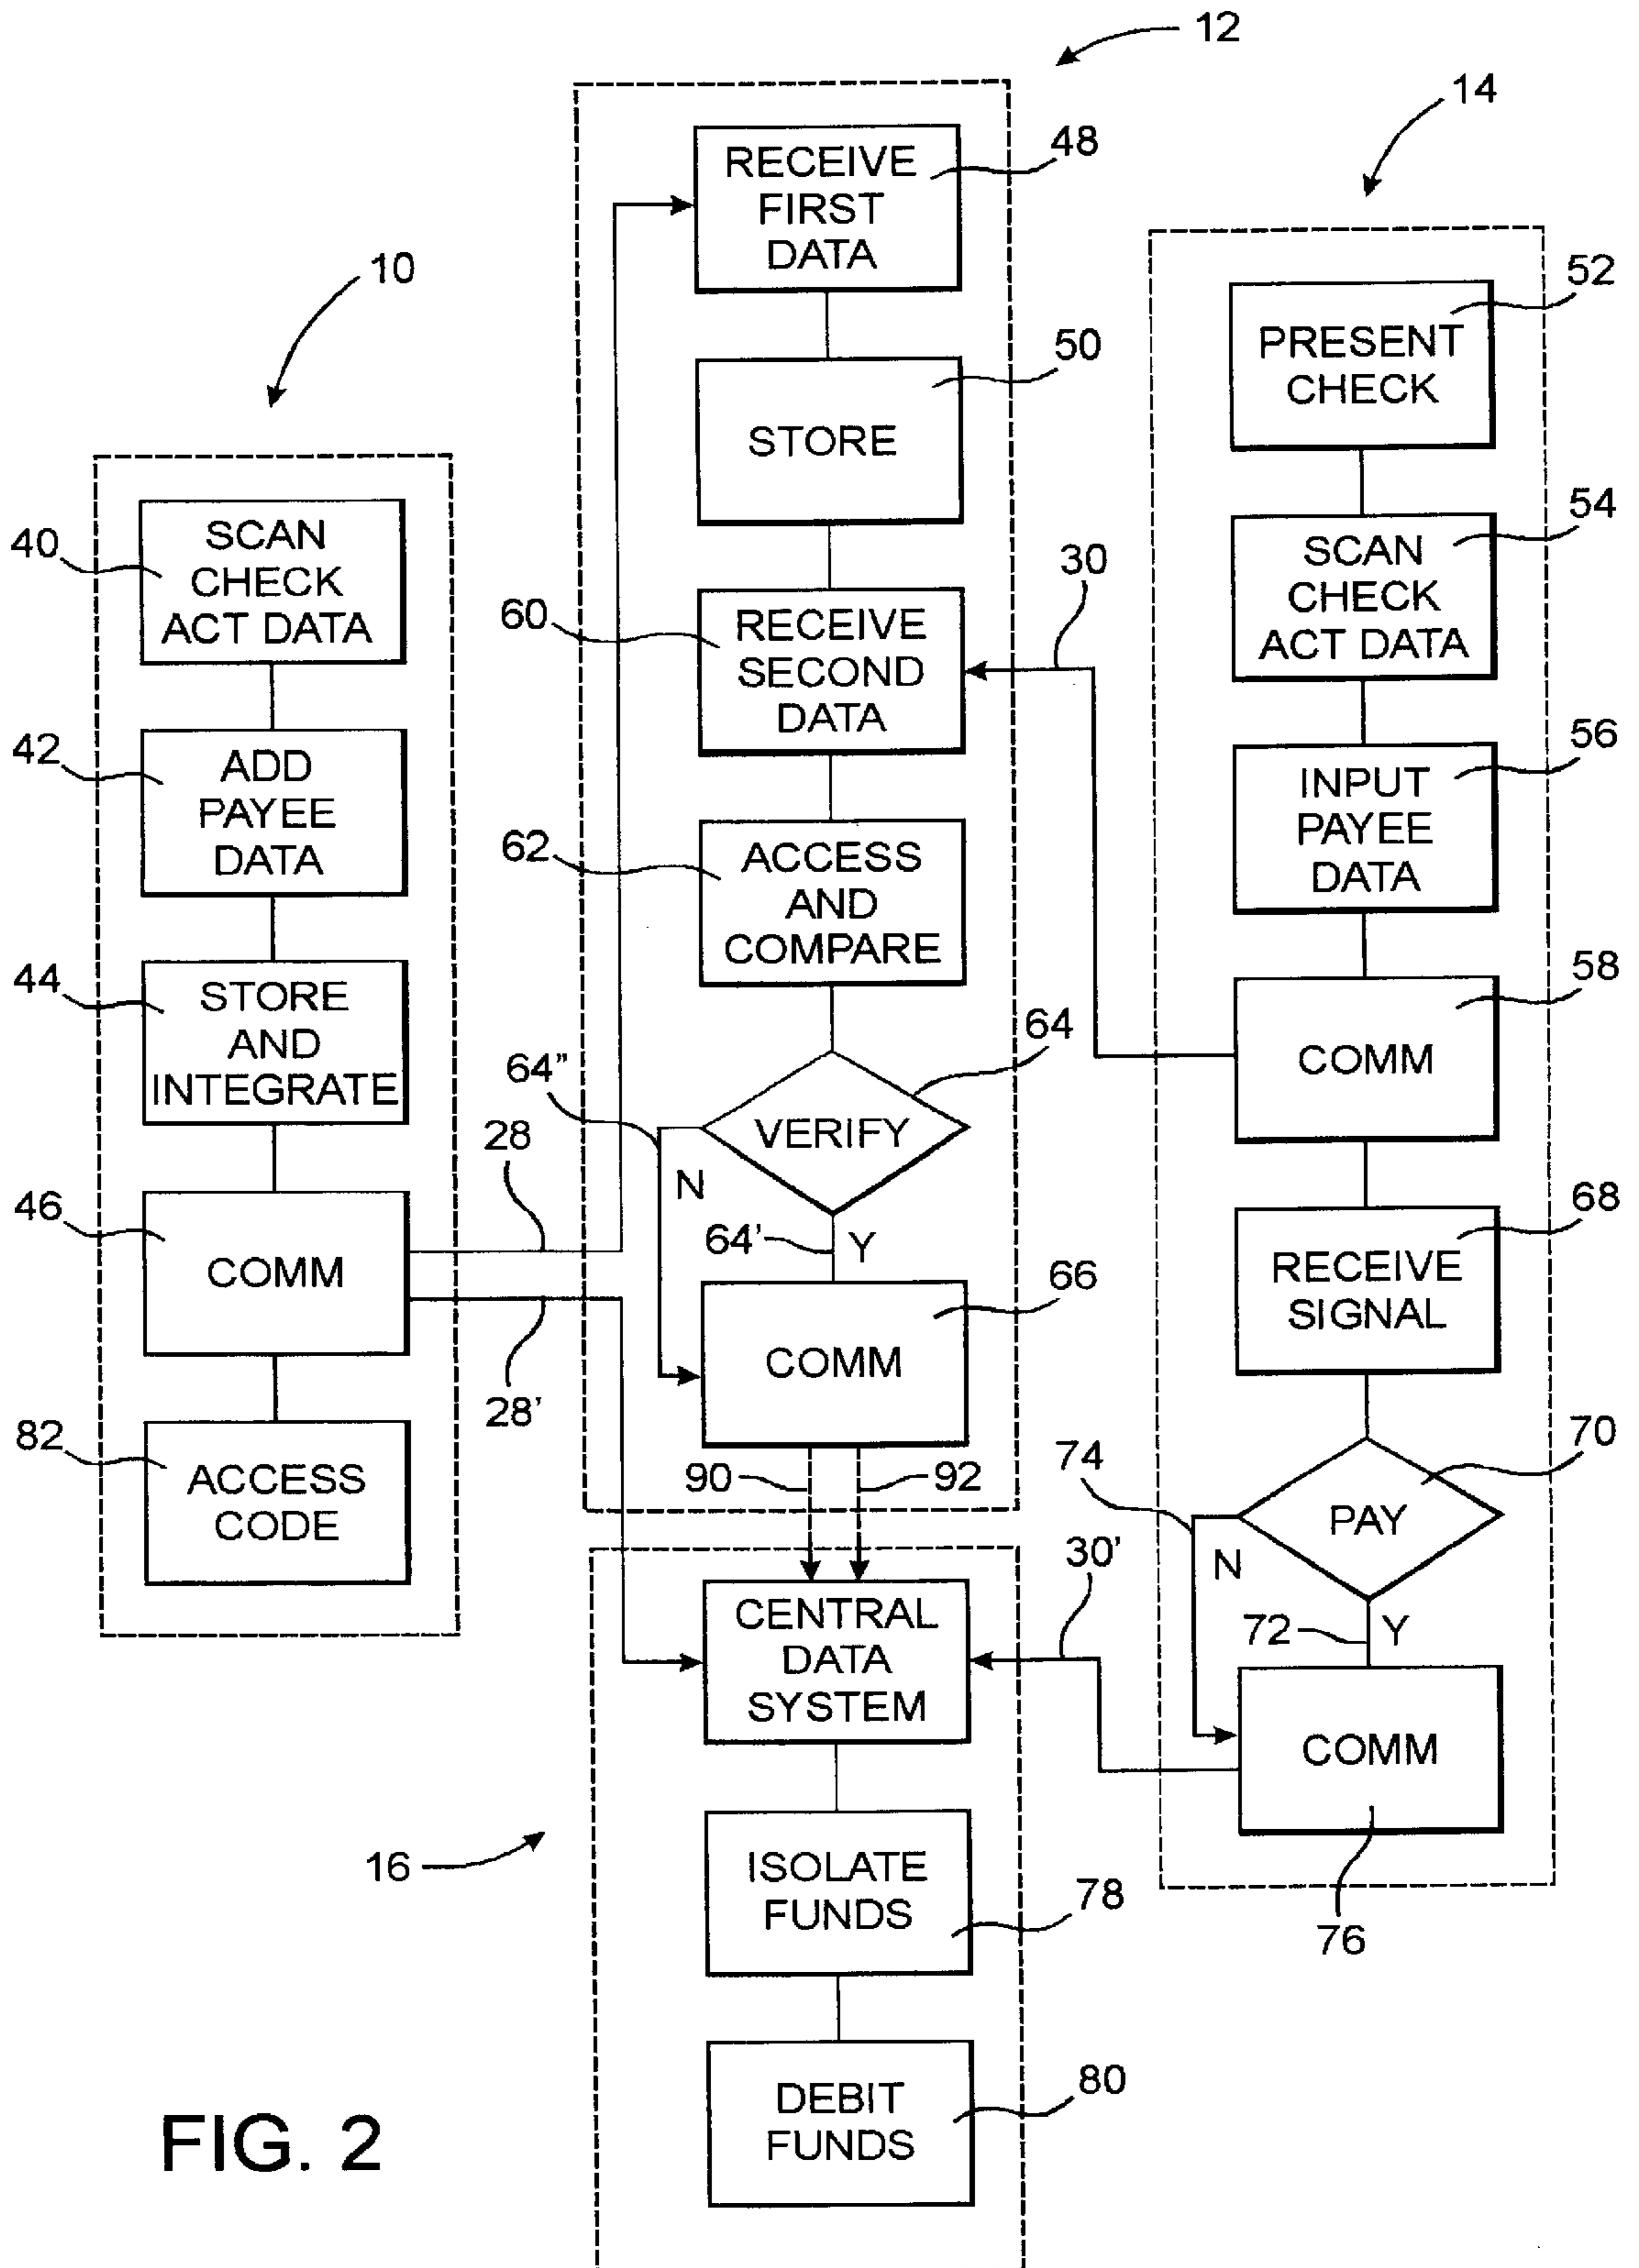 12
14
10
48
RECEIVE
FIRST
DATA
50
STORE
52
PRESENT
CHECK
40
SCAN
CHECK
ACT DATA
54
SCAN
CHECK
ACT DATA
30
60
RECEIVE
SECOND
DATA
42
ADD
PAYEE
DATA
56
INPUT
PAYEE
DATA
62
ACCESS
AND
COMPARE
44
STORE
AND
INTEGRATE
58
COMM
64
64”
VERIFY
N
64’
Y
28
46
COMM
28’
66
COMM
68
RECEIVE
SIGNAL
82
ACCESS
CODE
90
92
70
74
PAY
N
72
Y
30’
CENTRAL
DATA
SYSTEM
COMM
76
16
ISOLATE
FUNDS
78
DEBIT
FUNDS
80
FIG. 2